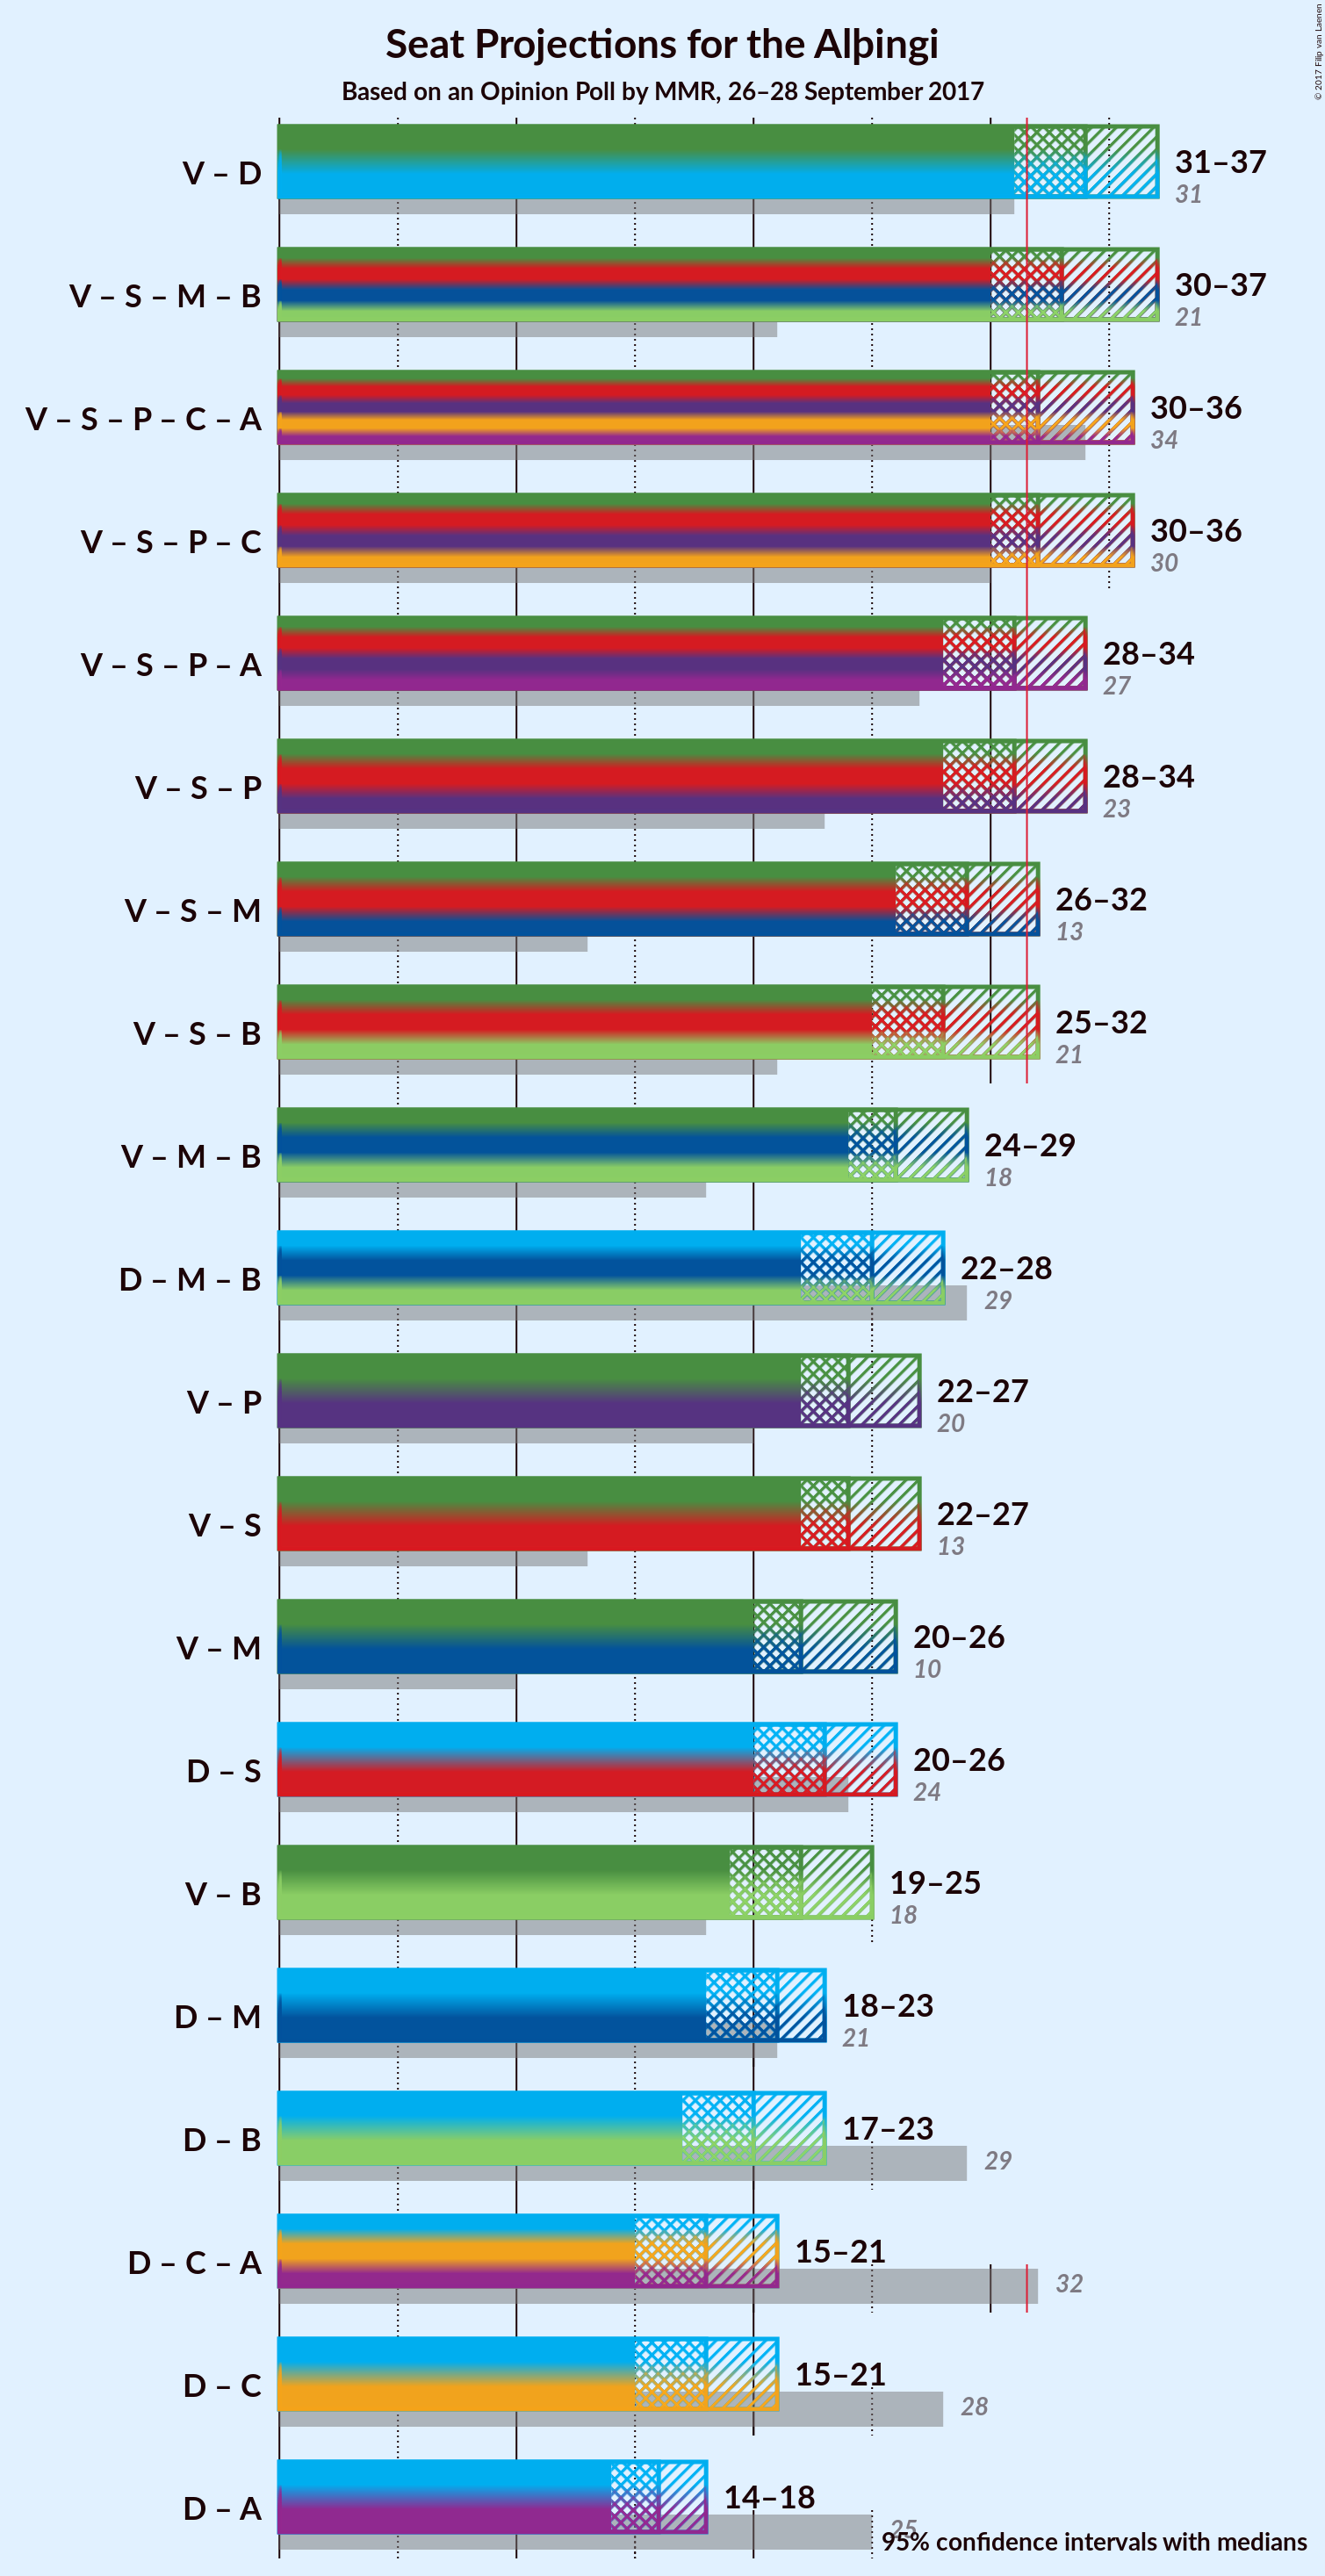 Seat Projections for the Alþingi
Based on an Opinion Poll by MMR, 26–28 September 2017
© 2017 Filip van Laenen
V – D
31–37
31
V – S – M – B
30–37
21
V – S – P – C – A
30–36
34
V – S – P – C
30–36
30
V – S – P – A
28–34
27
V – S – P
28–34
23
V – S – M
26–32
13
V – S – B
25–32
21
V – M – B
24–29
18
D – M – B
22–28
29
V – P
22–27
20
V – S
22–27
13
V – M
20–26
10
D – S
20–26
24
V – B
19–25
18
D – M
18–23
21
D – B
17–23
29
D – C – A
15–21
32
D – C
15–21
28
D – A
14–18
25
95% confidence intervals with medians